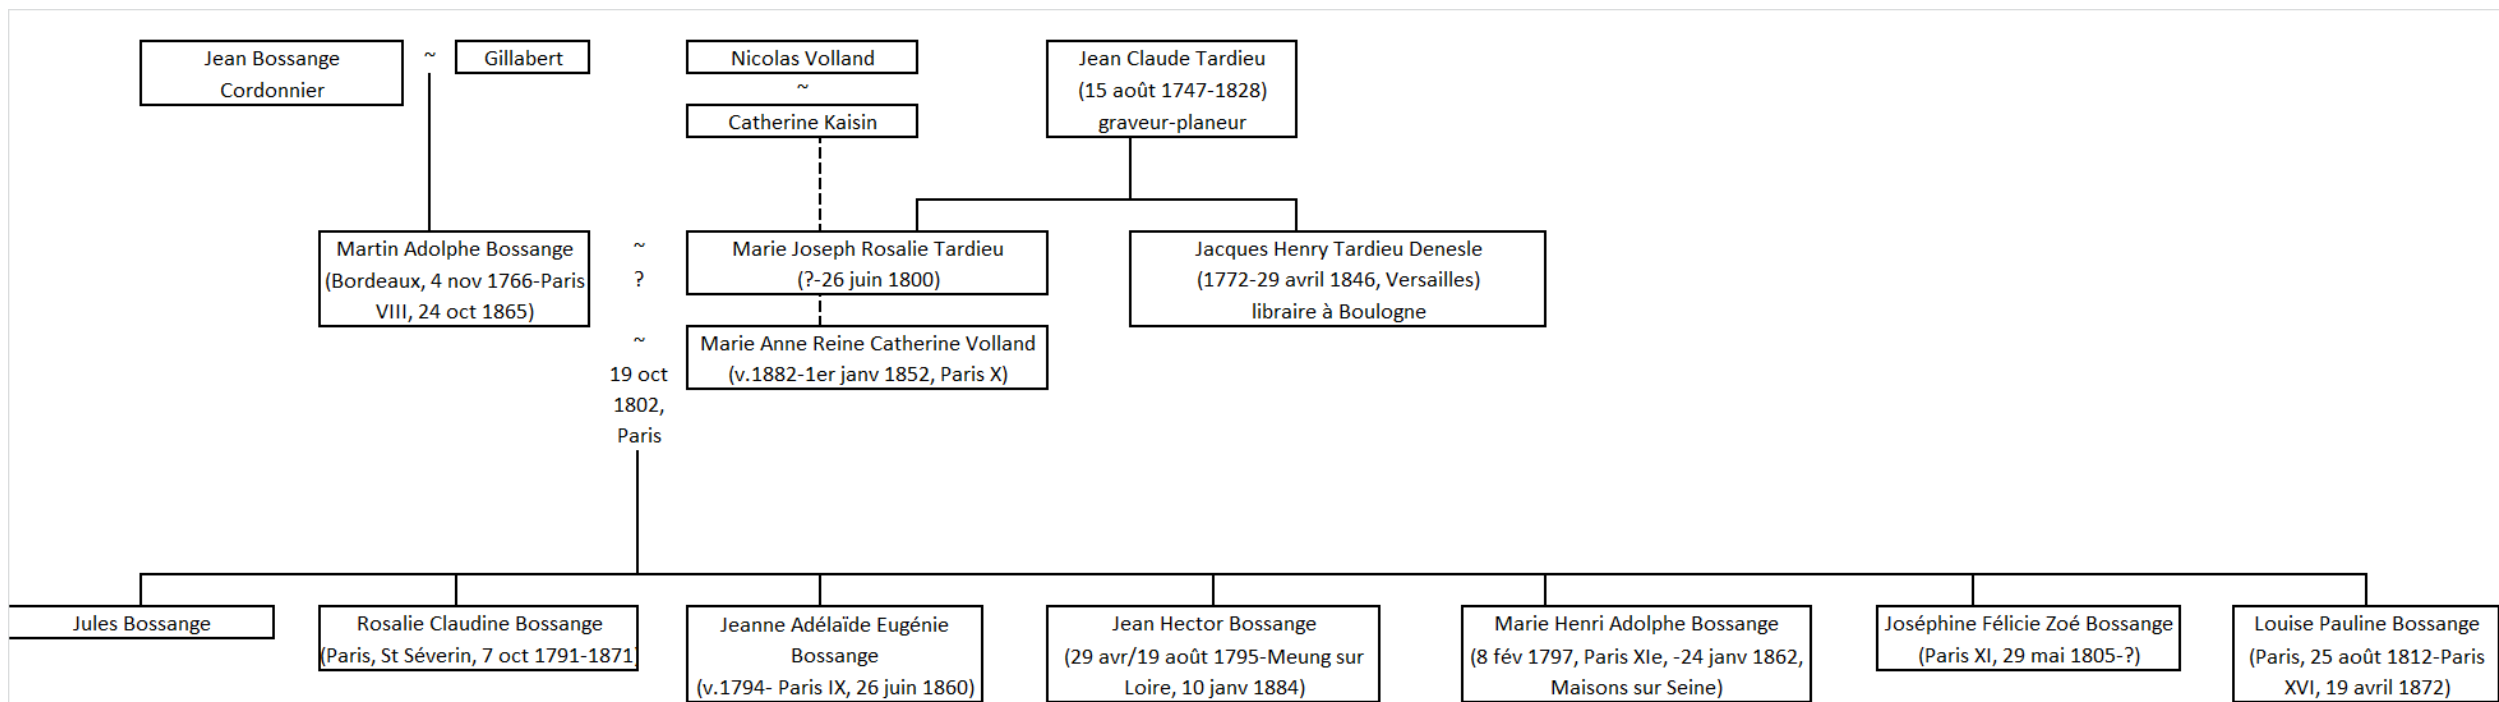 Jean Bossange
Cordonnier
~
Gillabert
Nicolas Volland
~
Catherine Kaisin
Jean Claude Tardieu
(15 août 1747-1828)
graveur-planeur
Martin Adolphe Bossange
(Bordeaux, 4 nov 1766-Paris
VIII, 24 oct 1865)
~
?
Marie Joseph Rosalie Tardieu
(?-26 juin 1800)
Jacques Henry Tardieu Denesle
(1772-29 avril 1846, Versailles)
libraire à Boulogne
~
19 oct
1802,
Paris
Marie Anne Reine Catherine Volland
(v.1882-1er janv 1852, Paris X)
Jules Bossange
Rosalie Claudine Bossange
(Paris, St Séverin, 7 oct 1791-1871)
Jeanne Adélaïde Eugénie
Bossange
(v.1794- Paris IX, 26 juin 1860)
Jean Hector Bossange
(29 avr/19 août 1795-Meung sur
Loire, 10 janv 1884)
Marie Henri Adolphe Bossange
(8 fév 1797, Paris XIe, -24 janv 1862,
Maisons sur Seine)
Joséphine Félicie Zoé Bossange
(Paris XI, 29 mai 1805-?)
Louise Pauline Bossange
(Paris, 25 août 1812-Paris
XVI, 19 avril 1872)